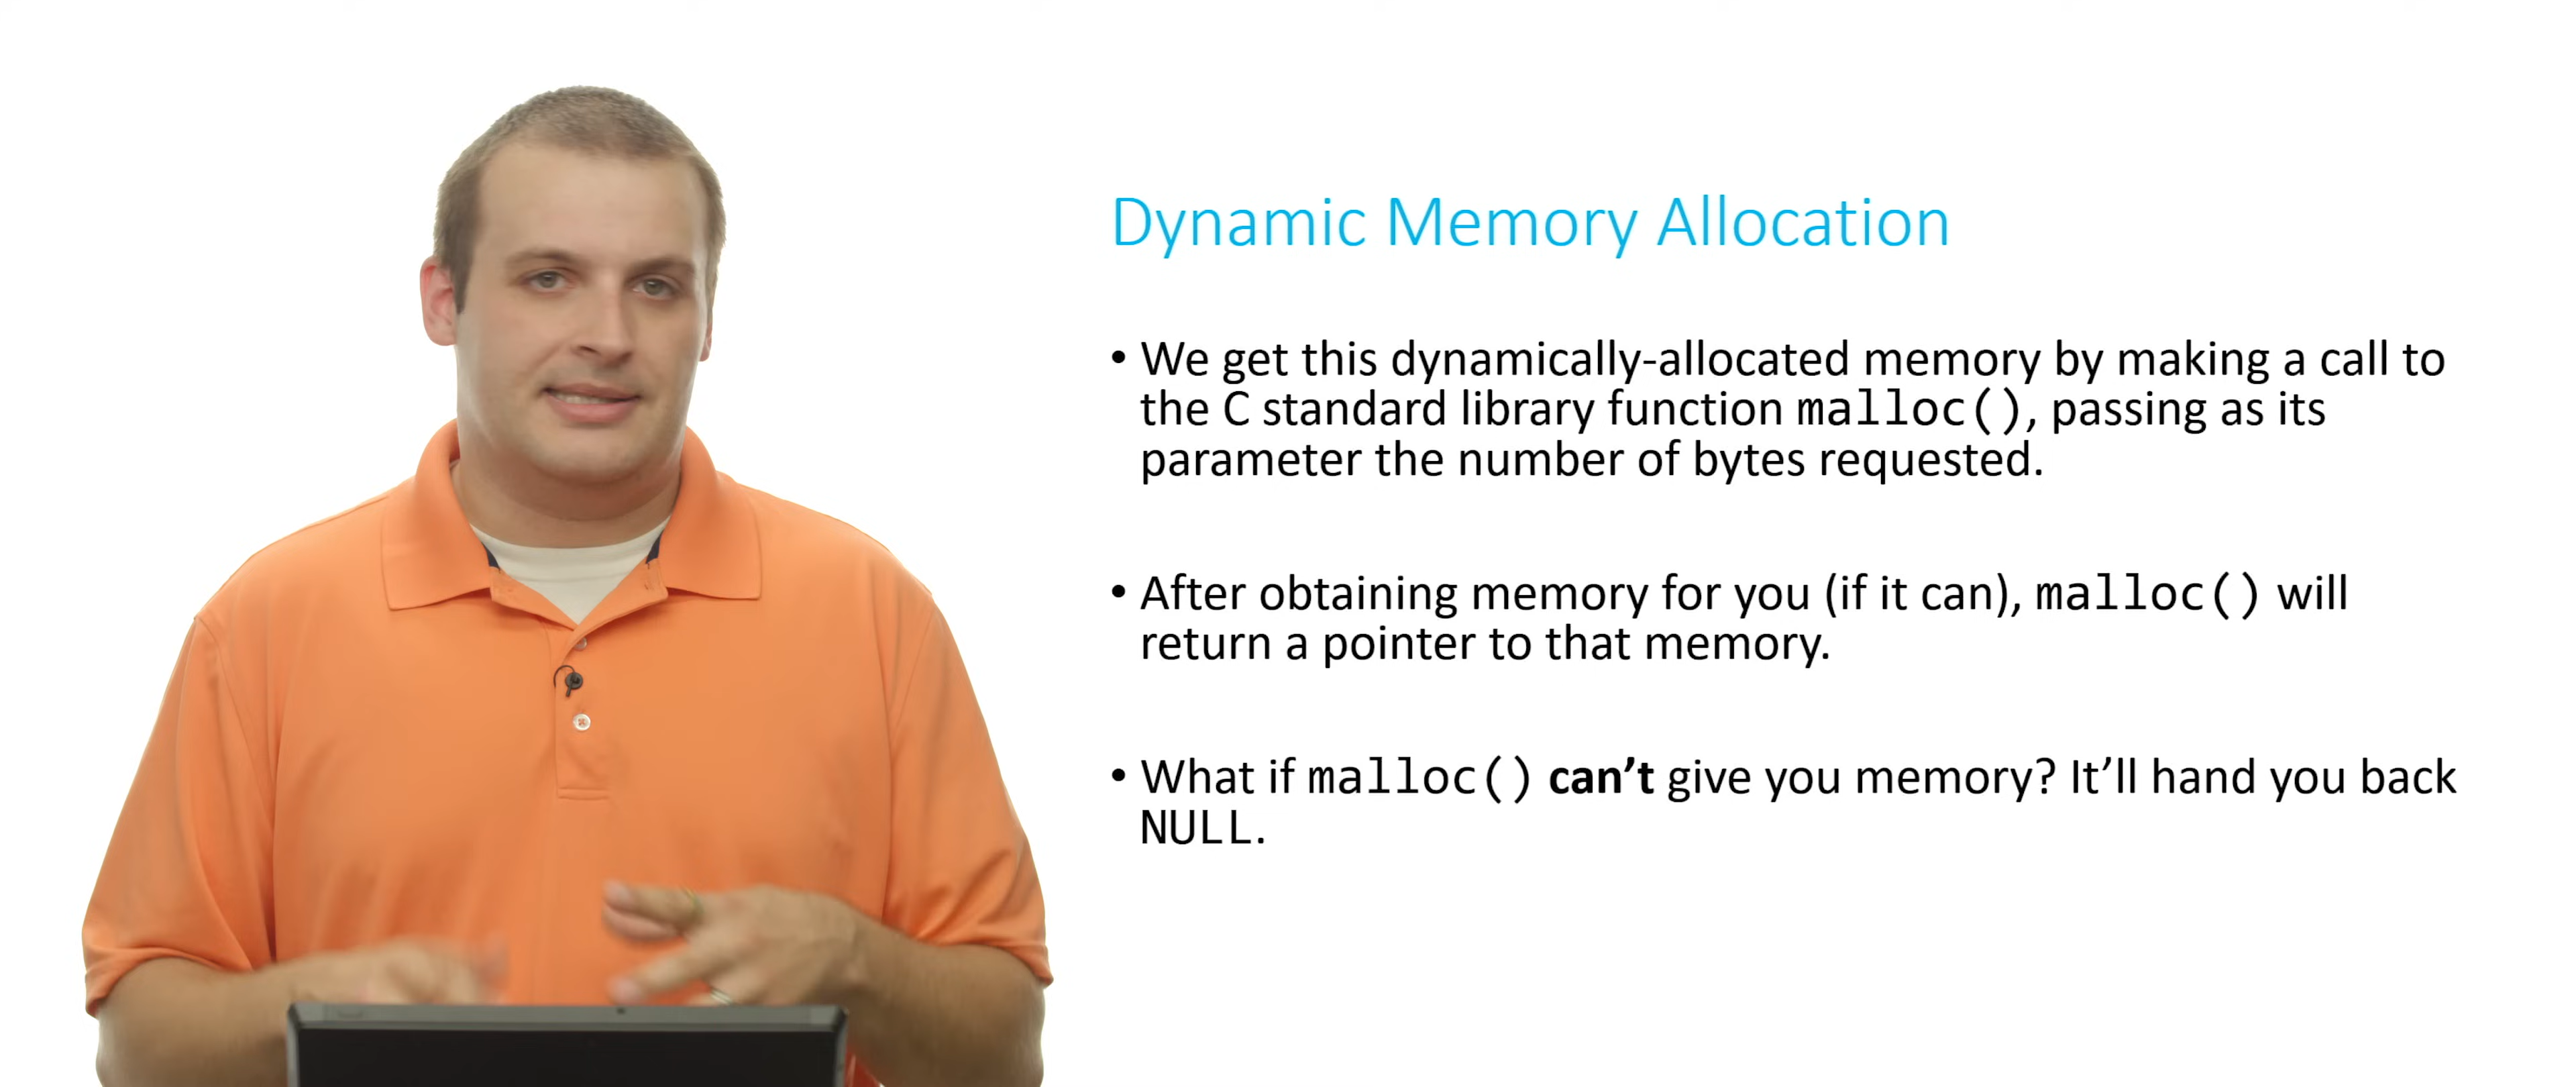 Dynamic Memory Allocation
• We get this dynamically-allocated memory by making a call to
the C standard library function malloc(), passing as its
parameter the number of bytes requested.
• After obtaining memory for you (if it can), malloc() will
return a pointer to that memory.
• What if malloc() can’t give you memory? It’ll hand you back
NULL.